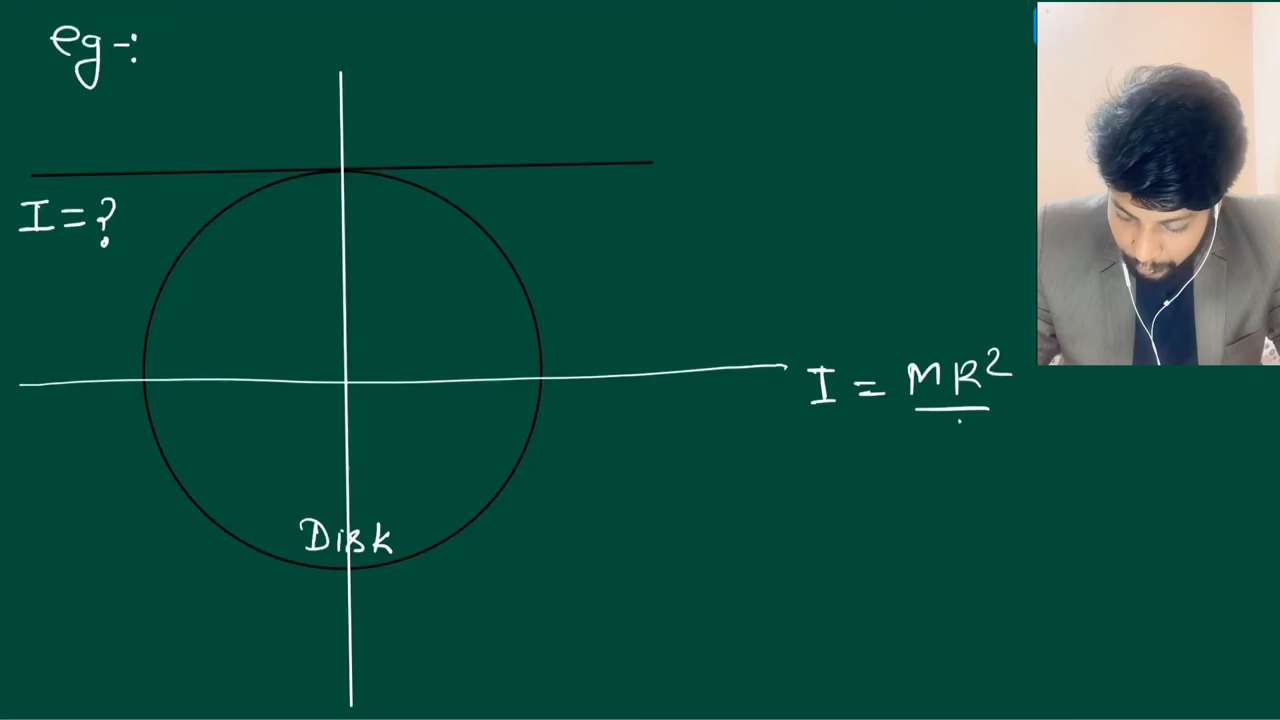 eg -:
I = ?
I = MR²
Disk